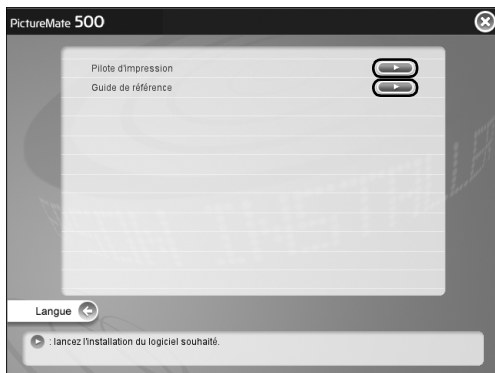 PictureMate 500
Pilote d'impression
Guide de référence
Langue
: lancez l'installation du logiciel souhaité.